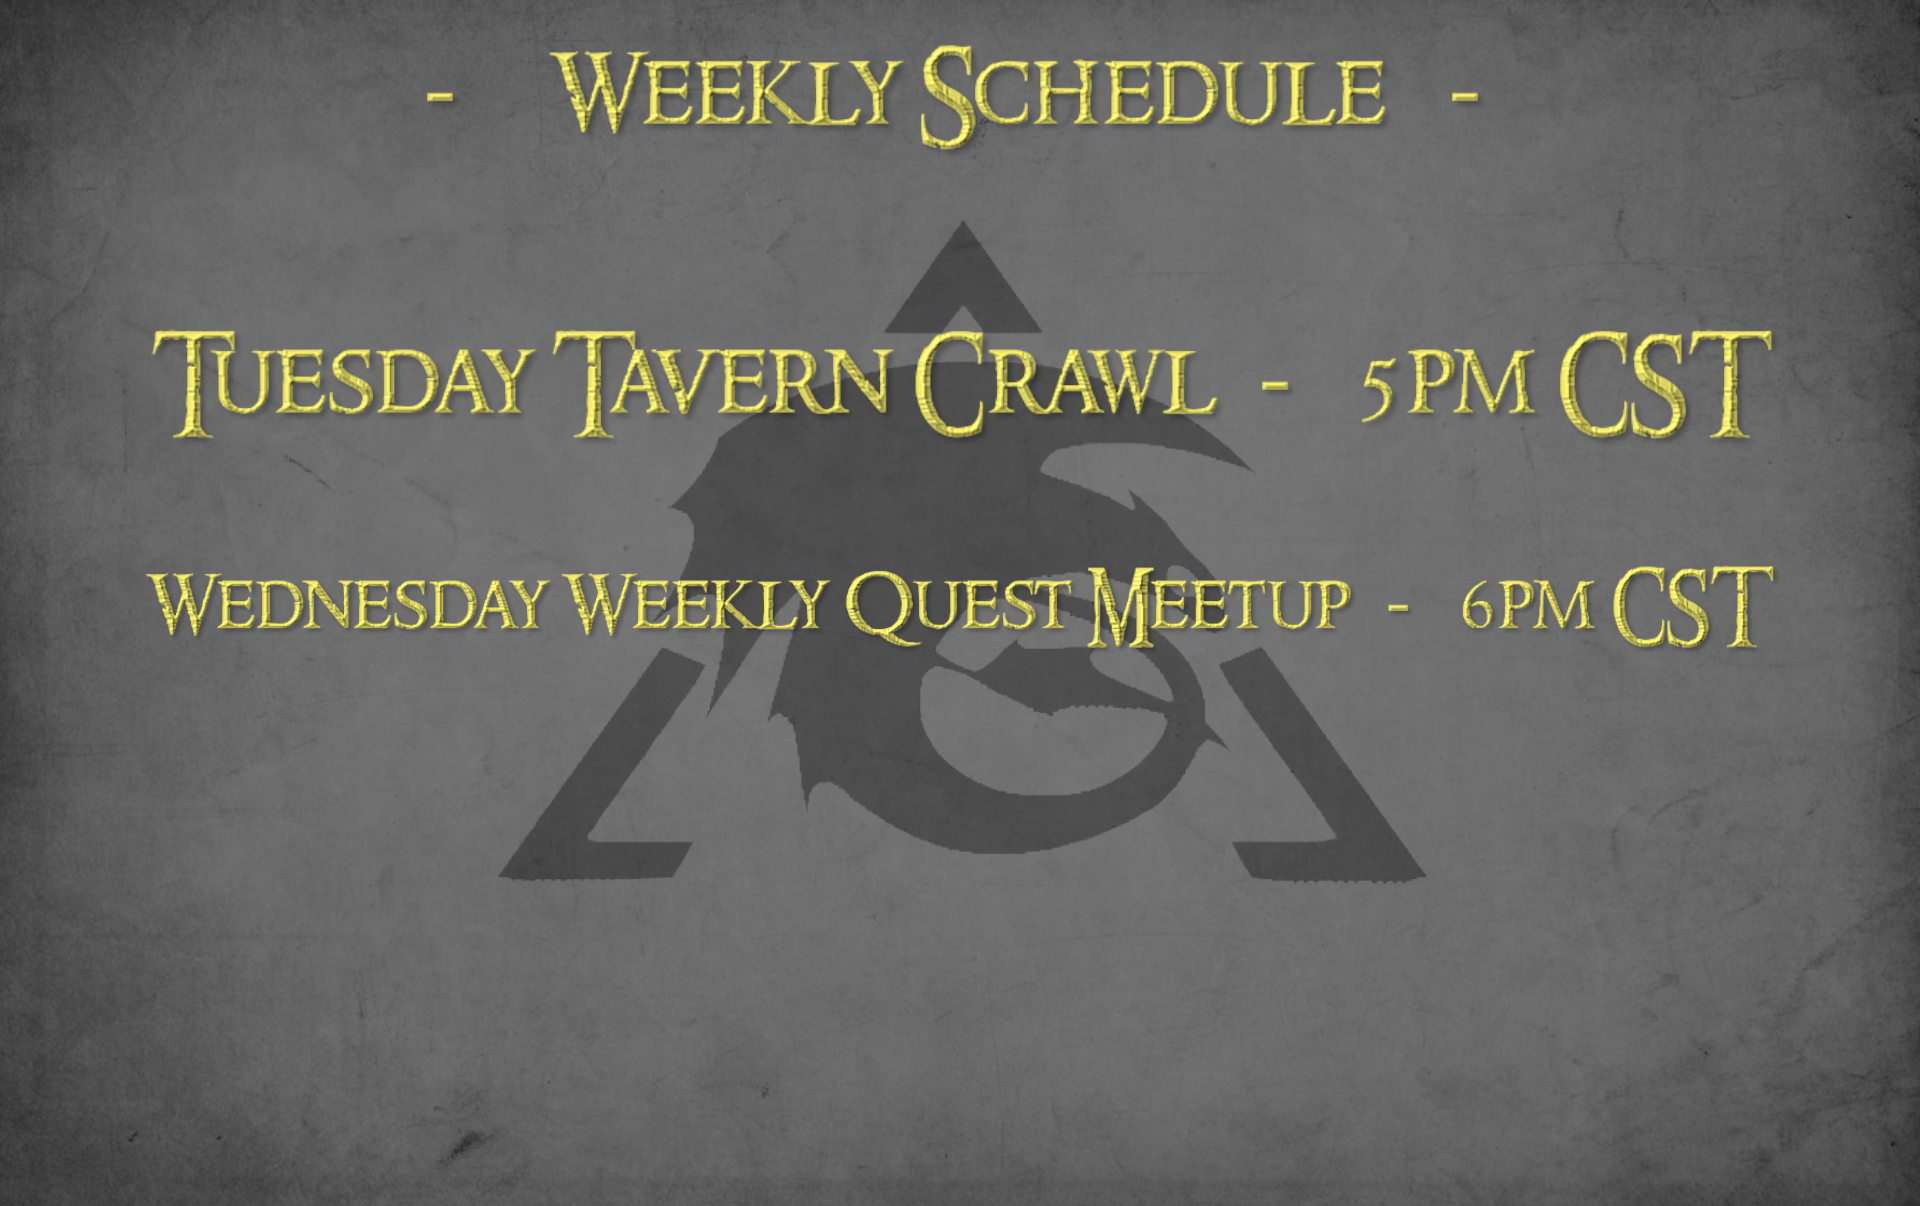 - Weekly Schedule -
Tuesday Tavern Crawl - 5pm CST
Wednesday Weekly Quest Meetup - 6pm CST